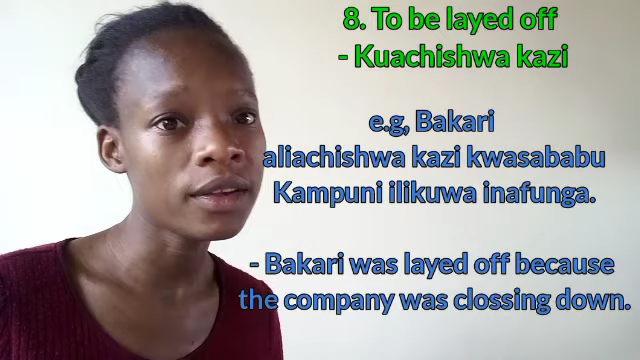 8. To be layed off
- Kuachishwa kazi
e.g, Bakari
aliachishwa kazi kwasababu
Kampuni ilikuwa inafunga.
- Bakari was layed off because
the company was clossing down.